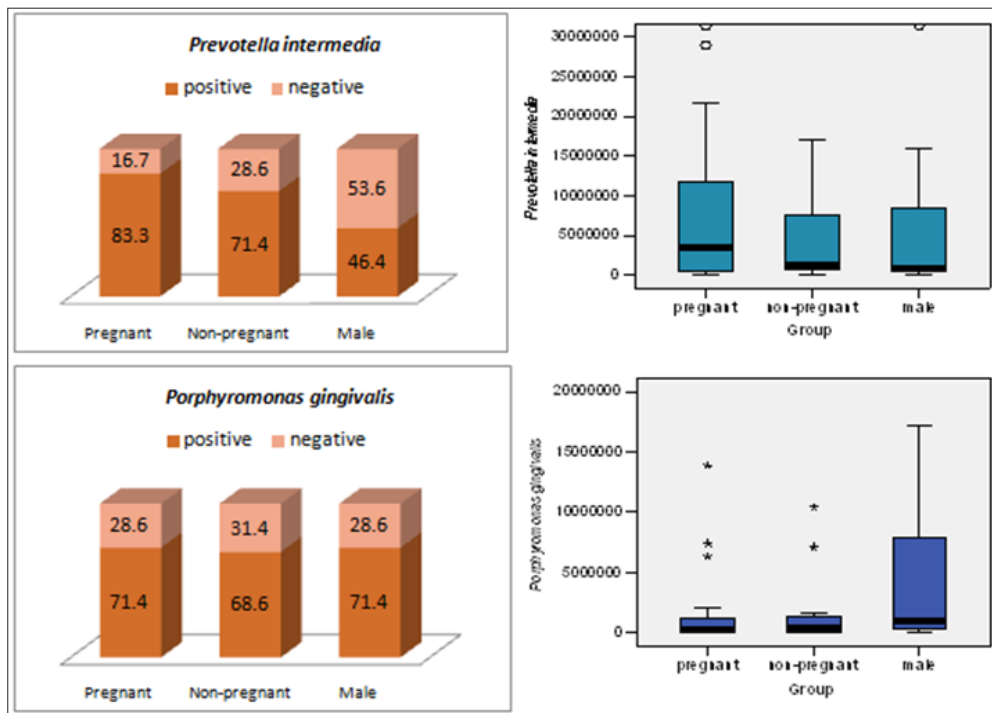 Prevotella intermedia
positive negative
16.7 28.6 53.6
83.3 71.4 46.4
Pregnant Non-pregnant Male
Prevotella intermedia
30000000
25000000
20000000
15000000
10000000
5000000
0
pregnant non-pregnant male
Group
Porphyromonas gingivalis
positive negative
28.6 31.4 28.6
71.4 68.6 71.4
Pregnant Non-pregnant Male
Porphyromonas gingivalis
20000000
15000000
10000000
5000000
0
pregnant non-pregnant male
Group